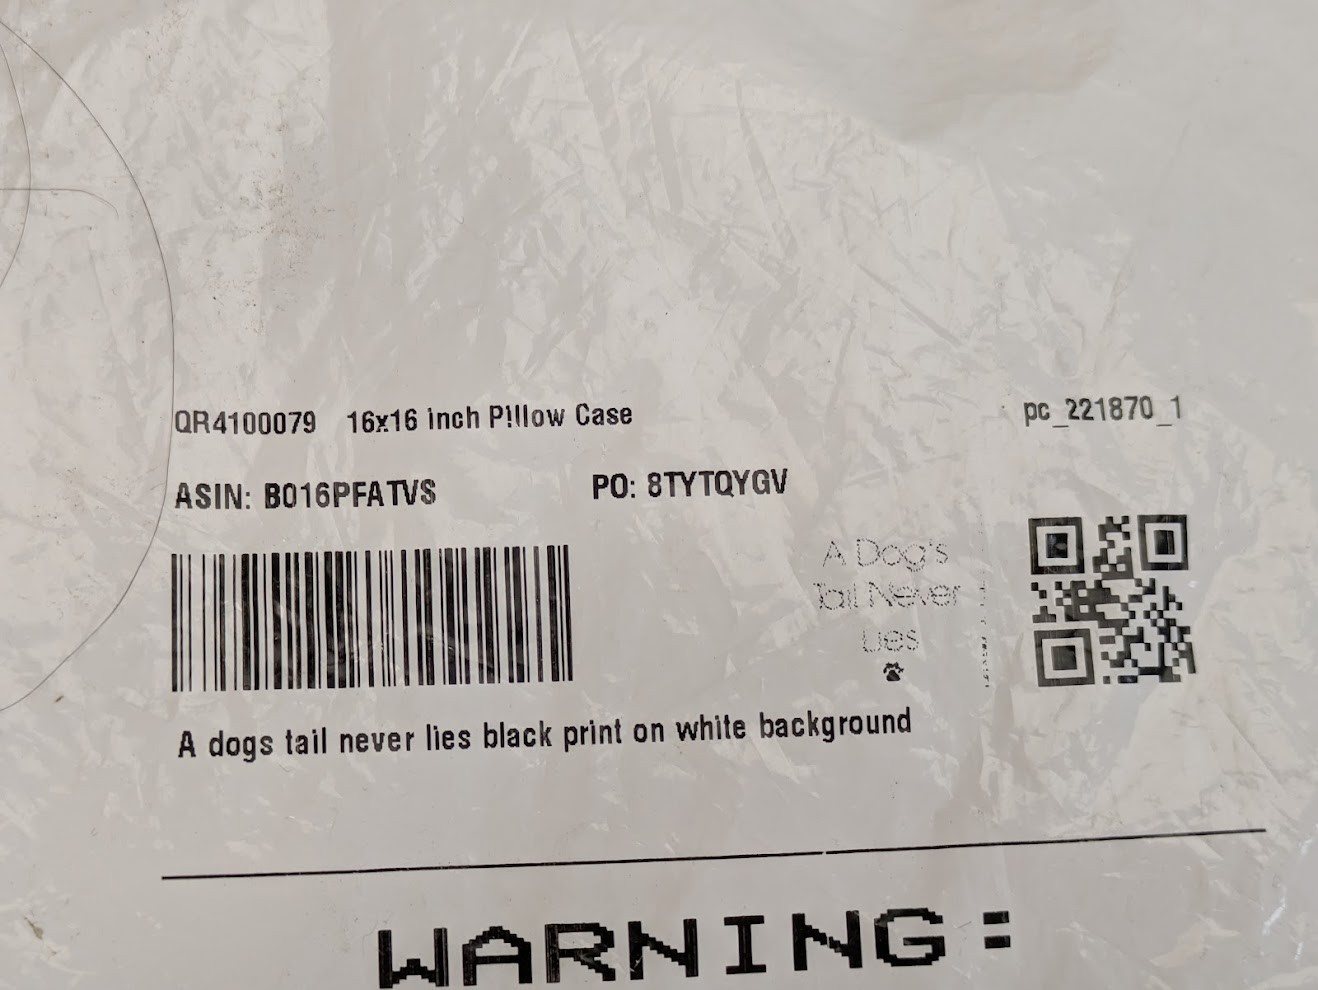 QR4100079 16x16 inch Pillow Case
pc_221870_1
ASIN: B016PFATVS
PO: 8TYTQYGV
A Dog's
Tail Never
Lies
A dogs tail never lies black print on white background
WARNING: